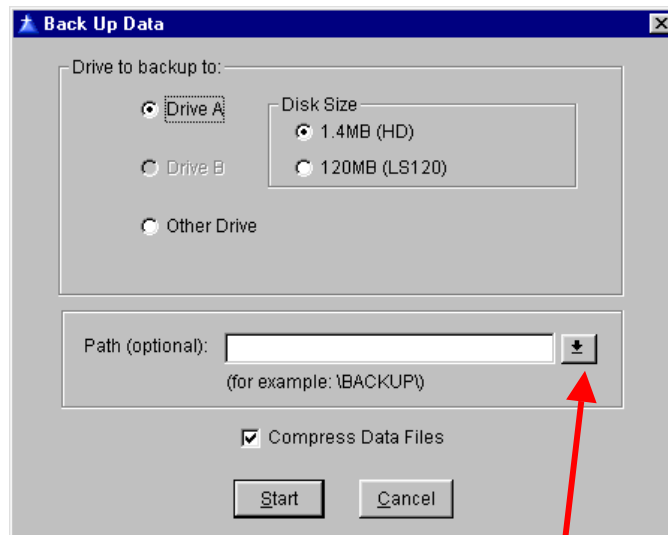 Back Up Data
Drive to backup to:
Drive A
Disk Size
1.4MB (HD)
Drive B
120MB (LS120)
Other Drive
Path (optional):
(for example: \BACKUP\)
Compress Data Files
Start Cancel